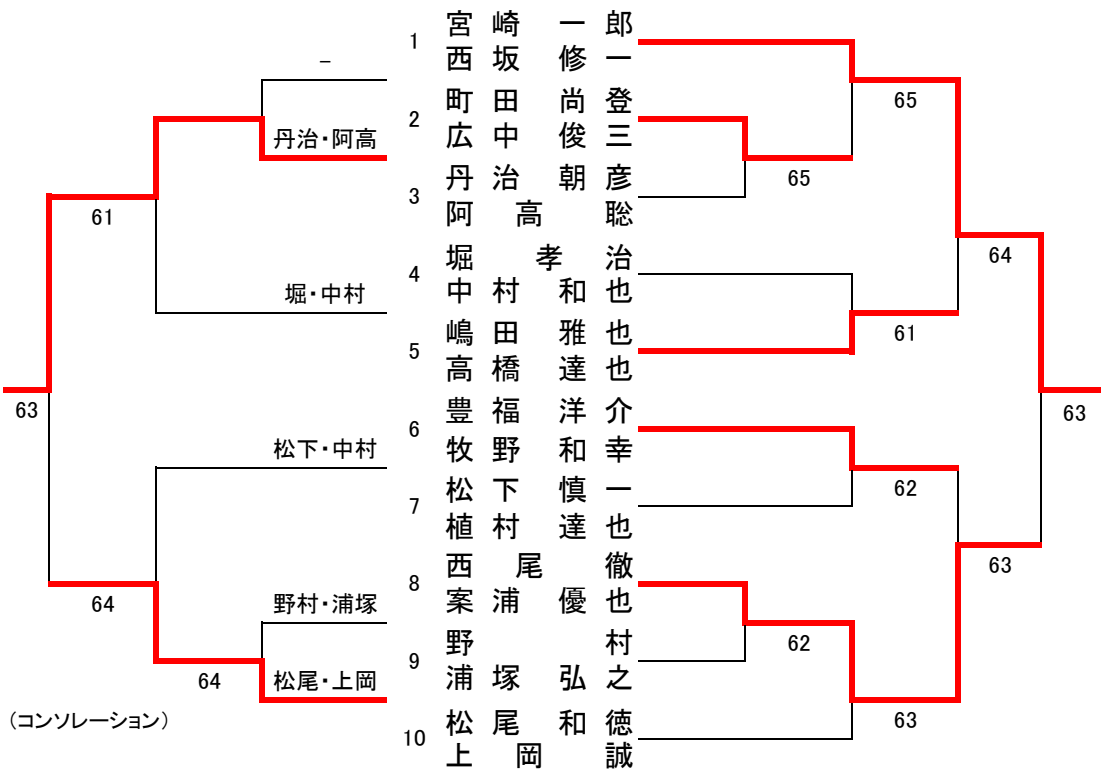 宮崎 一郎
1
西坂 修一
－
65
町田 尚登
2
丹治・阿高
広中 俊三
65
丹治 朝彦
3
61
阿高 聡
64
堀 孝治
4
堀・中村
中村 和也
61
嶋田 雅也
5
高橋 達也
63
豊福 洋介
63
6
松下・中村
牧野 和幸
62
松下 慎一
7
植村 達也
63
西尾 徹
8
64
野村・浦塚
案浦 優也
62
野 村
9
64
松尾・上岡
浦塚 弘之
63
(コンソレーション)
松尾 和徳
10
上岡 誠